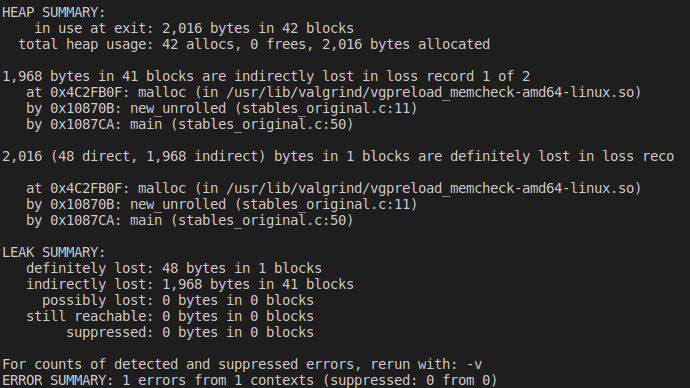 HEAP SUMMARY:
    in use at exit: 2,016 bytes in 42 blocks
  total heap usage: 42 allocs, 0 frees, 2,016 bytes allocated

1,968 bytes in 41 blocks are indirectly lost in loss record 1 of 2
   at 0x4C2FB0F: malloc (in /usr/lib/valgrind/vgpreload_memcheck-amd64-linux.so)
   by 0x10870B: new_unrolled (stables_original.c:11)
   by 0x1087CA: main (stables_original.c:50)

2,016 (48 direct, 1,968 indirect) bytes in 1 blocks are definitely lost in loss reco

   at 0x4C2FB0F: malloc (in /usr/lib/valgrind/vgpreload_memcheck-amd64-linux.so)
   by 0x10870B: new_unrolled (stables_original.c:11)
   by 0x1087CA: main (stables_original.c:50)

LEAK SUMMARY:
   definitely lost: 48 bytes in 1 blocks
   indirectly lost: 1,968 bytes in 41 blocks
     possibly lost: 0 bytes in 0 blocks
   still reachable: 0 bytes in 0 blocks
        suppressed: 0 bytes in 0 blocks

For counts of detected and suppressed errors, rerun with: -v
ERROR SUMMARY: 1 errors from 1 contexts (suppressed: 0 from 0)